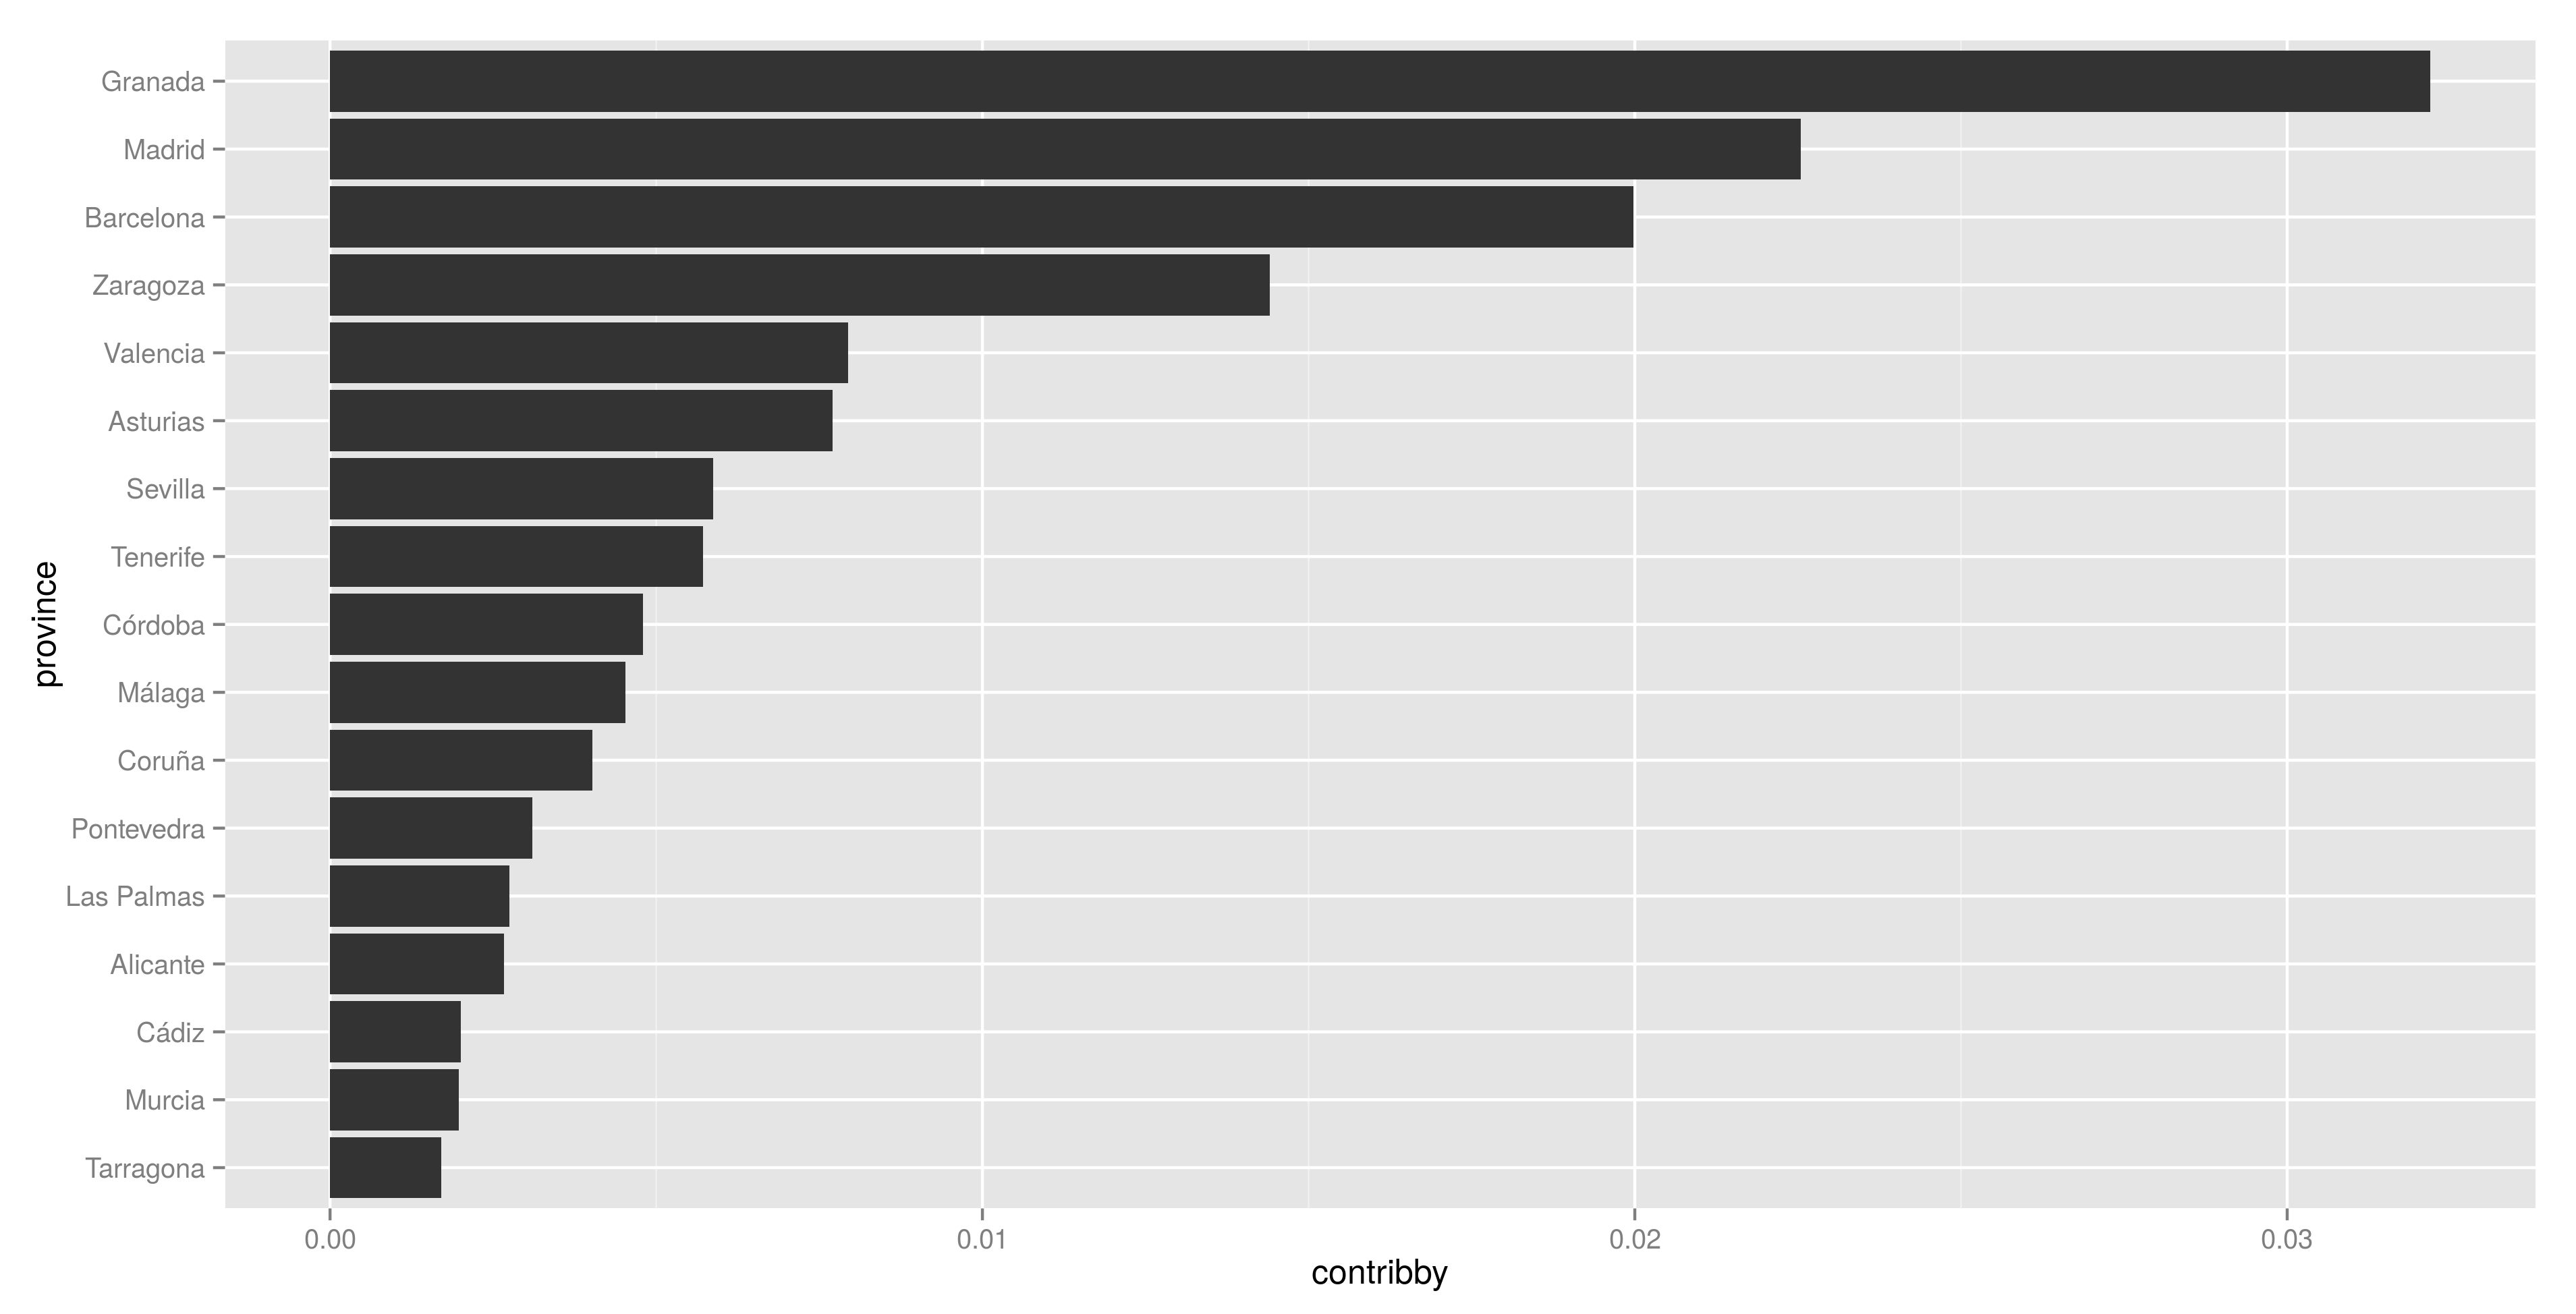 Granada
Madrid
Barcelona
Zaragoza
Valencia
Asturias
Sevilla
Tenerife
Córdoba
Málaga
Coruña
Pontevedra
Las Palmas
Alicante
Cádiz
Murcia
Tarragona
province
0.00 0.01 0.02 0.03
contribby